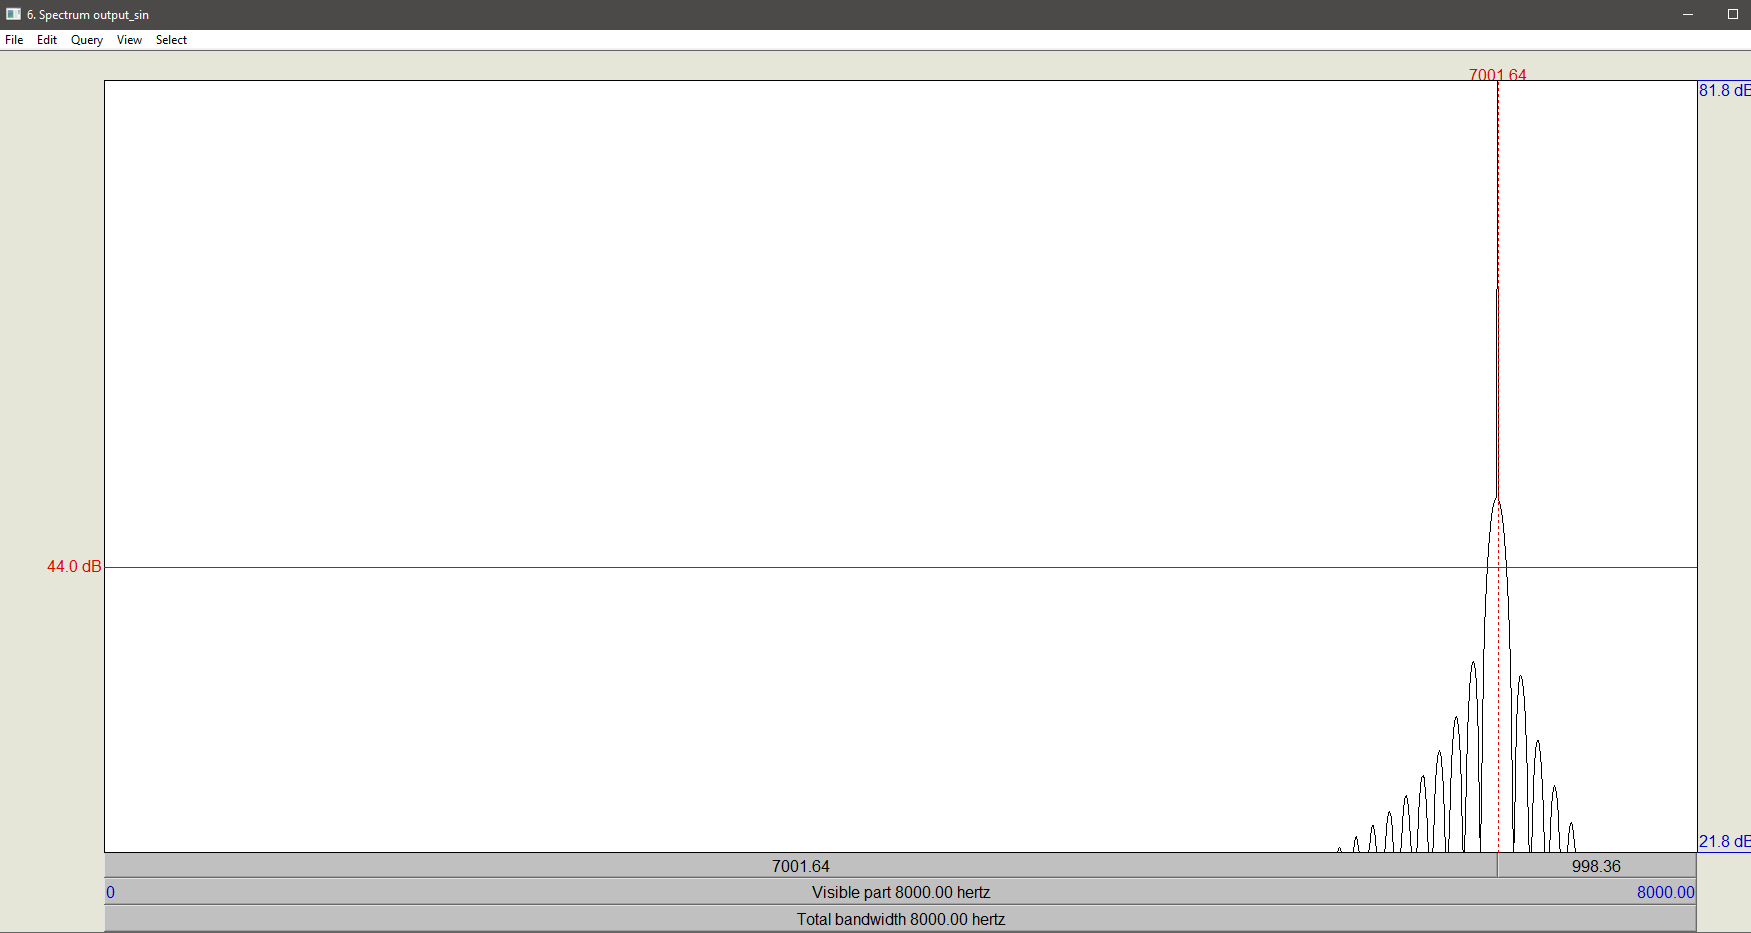 6. Spectrum output_sin
File Edit Query View Select
7001.64
81.8 dB
44.0 dB
21.8 dB
7001.64 998.36
0 Visible part 8000.00 hertz 8000.00
Total bandwidth 8000.00 hertz